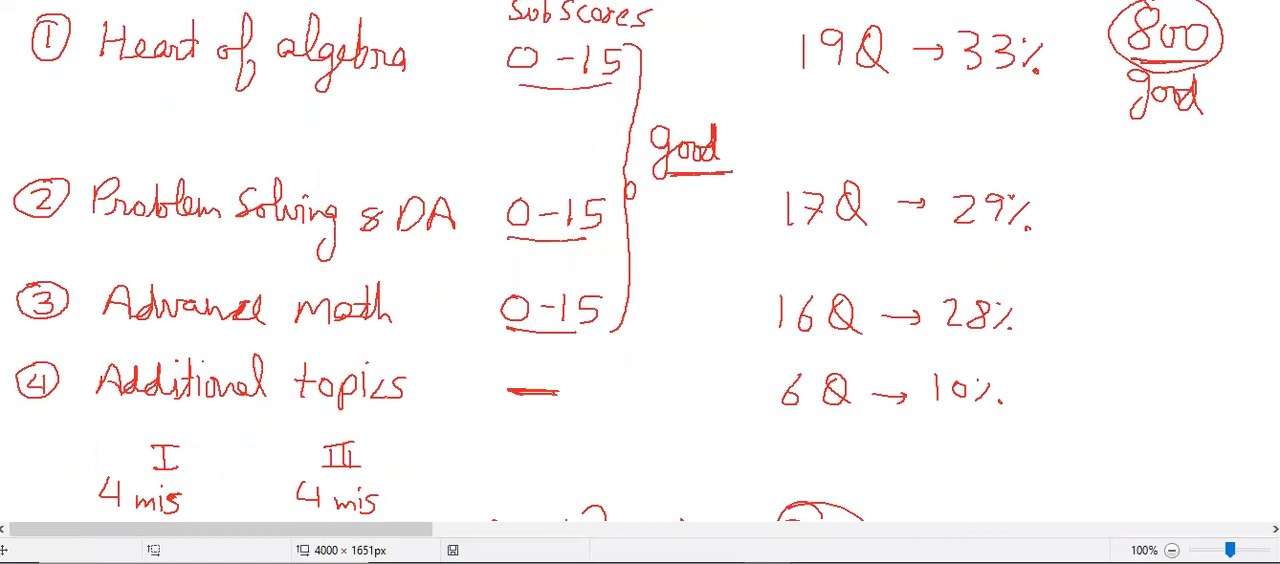 Subscores
① Heart of algebra 0-15 19Q → 33% 800
good
good
② Problem Solving & DA 0-15 17Q → 29%
③ Advance math 0-15 16Q → 28%
④ Additional topics — 6Q → 10%
I III
4 mis 4 mis
4000 × 1651px 100%